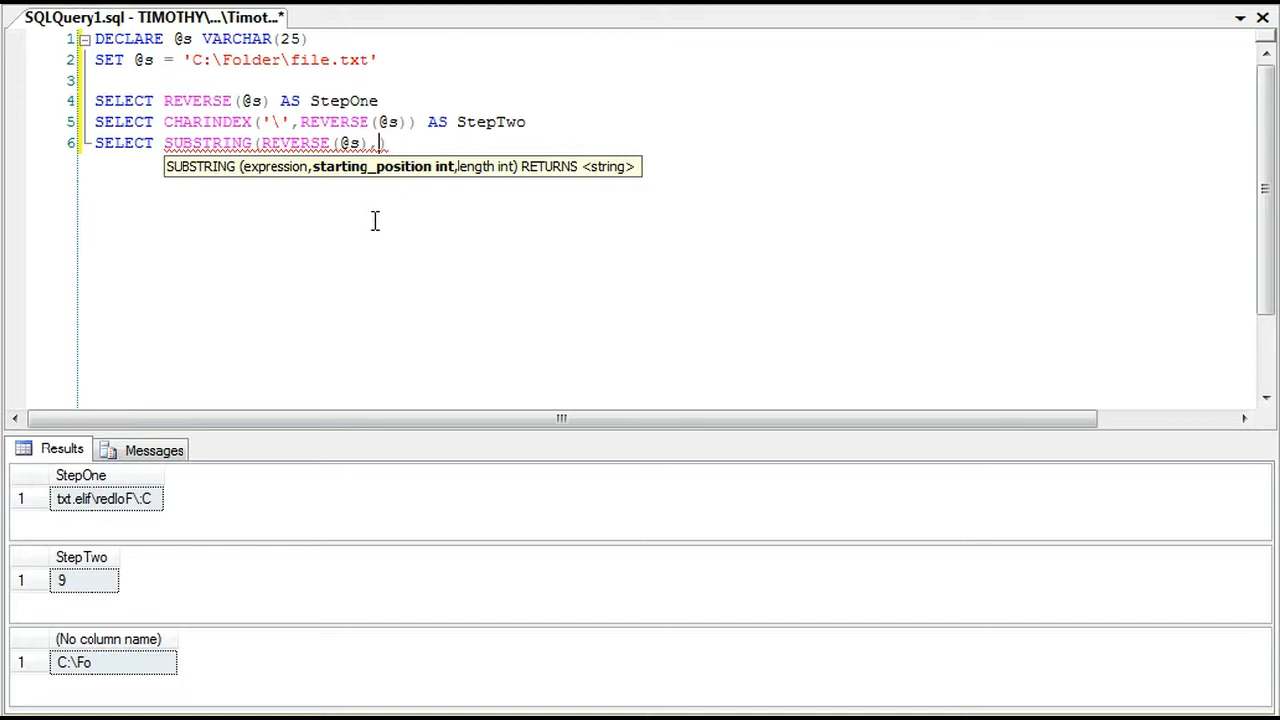 SQLQuery1.sql - TIMOTHY\...\Timot...*
1 DECLARE @s VARCHAR(25)
2 SET @s = 'C:\Folder\file.txt'
3
4 SELECT REVERSE(@s) AS StepOne
5 SELECT CHARINDEX('\',REVERSE(@s)) AS StepTwo
6 SELECT SUBSTRING(REVERSE(@s),)
SUBSTRING (expression,starting_position int,length int) RETURNS <string>
Results Messages
StepOne
1 txt.elif\redloF\:C
StepTwo
1 9
(No column name)
1 C:\Fo